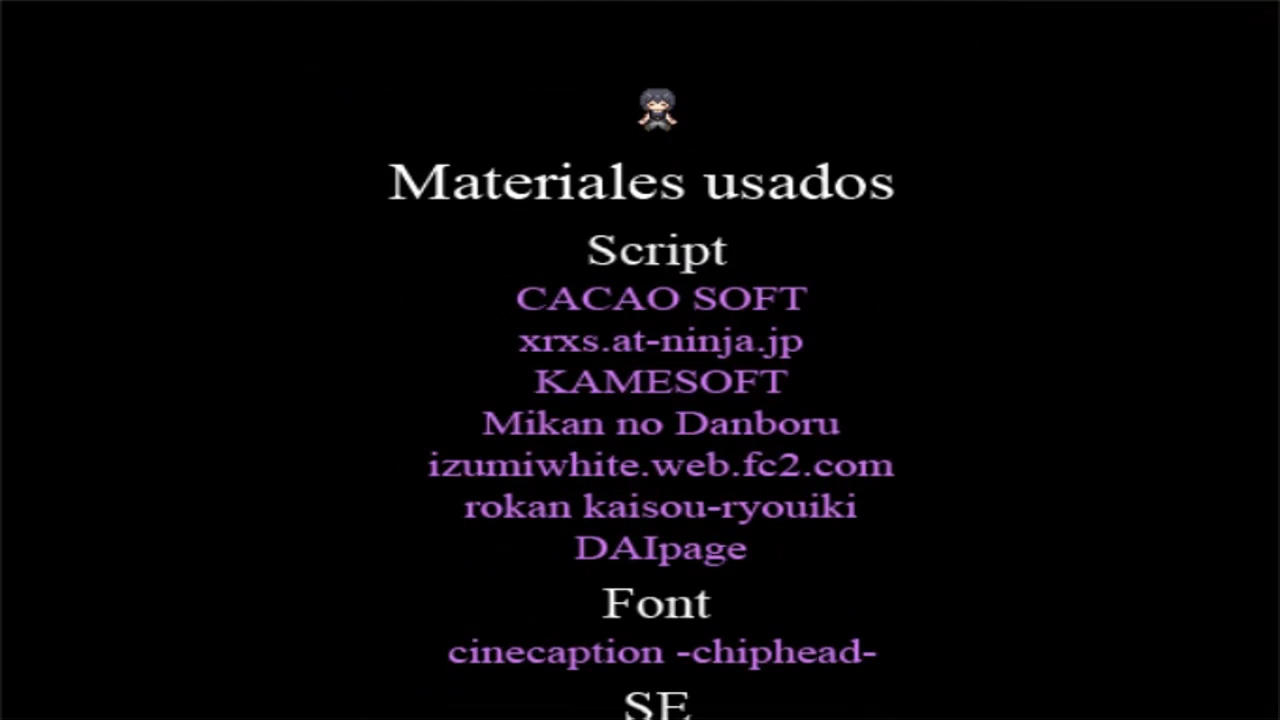 Materiales usados
Script
CACAO SOFT
xrxs.at-ninja.jp
KAMESOFT
Mikan no Danboru
izumiwhite.web.fc2.com
rokan kaisou-ryouiki
DAIpage
Font
cinecaption -chiphead-
SE